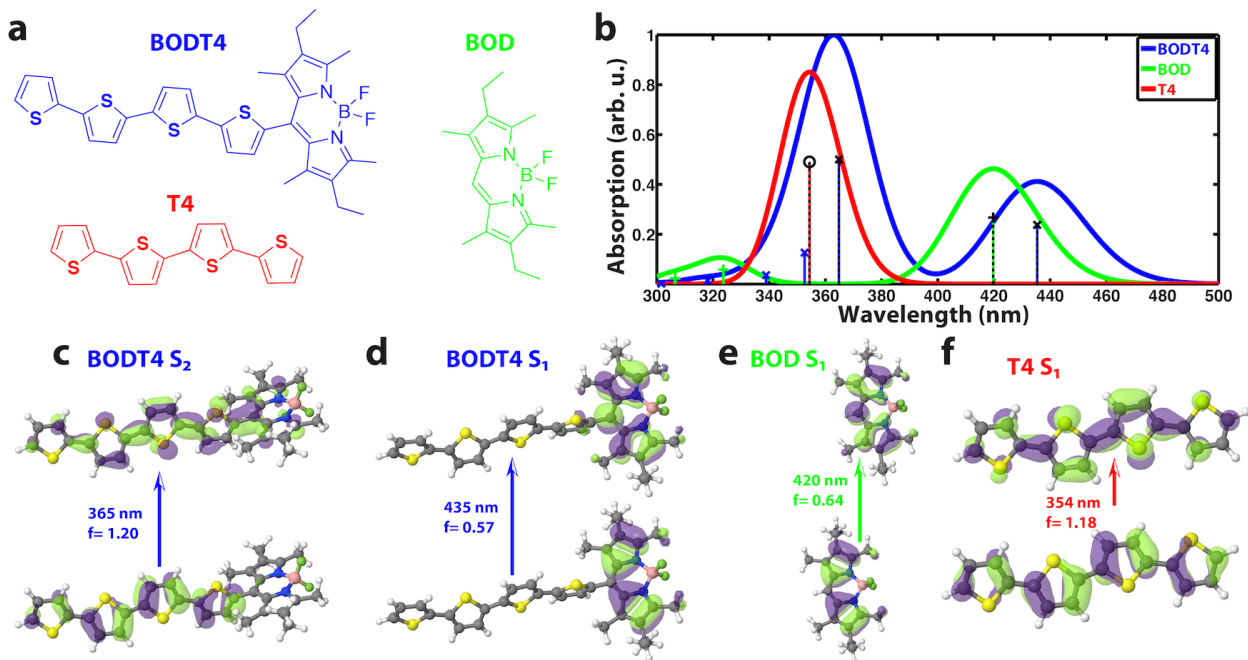 a
BODT4
BOD
S
S
S
S
N
N
B
F
F
N
N
B
F
F
T4
S
S
S
S
b
Absorption (arb. u.)
1
0.8
0.6
0.4
0.2
BODT4
BOD
T4
300 320 340 360 380 400 420 440 460 480 500
Wavelength (nm)
c
BODT4 S₂
365 nm
f= 1.20
d
BODT4 S₁
435 nm
f= 0.57
e
BOD S₁
420 nm
f= 0.64
f
T4 S₁
354 nm
f= 1.18